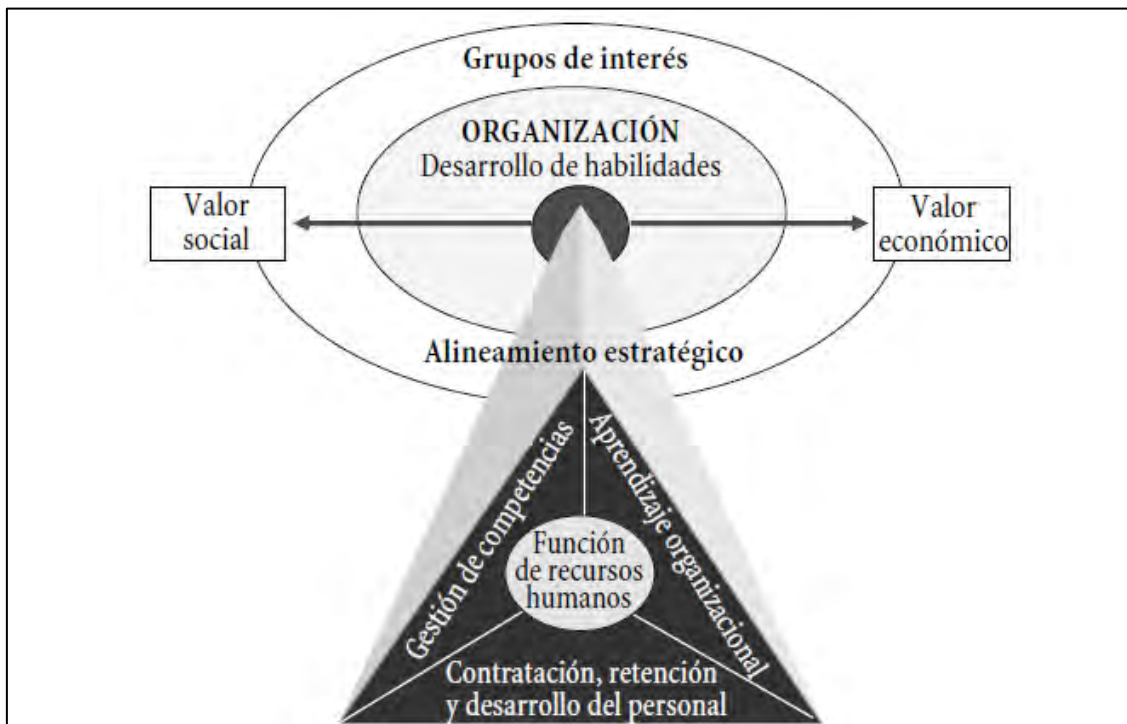 Grupos de interés
ORGANIZACIÓN
Desarrollo de habilidades
Valor
social
Valor
económico
Alineamiento estratégico
Gestión de competencias
Aprendizaje organizacional
Función
de recursos
humanos
Contratación, retención
y desarrollo del personal